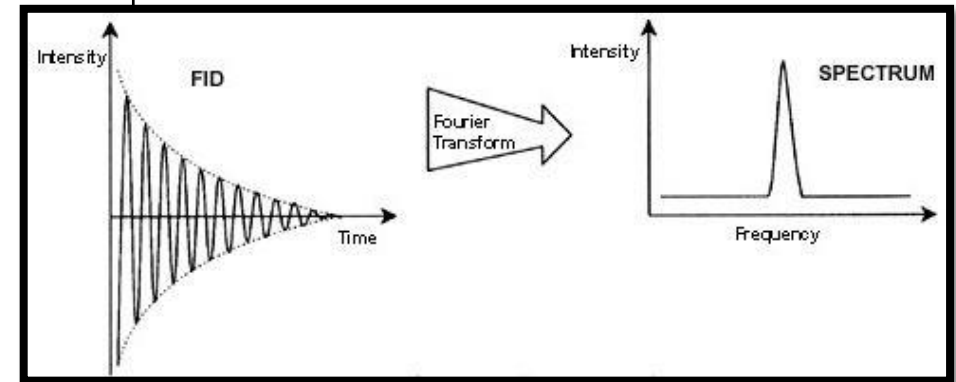 Intensity
FID
Time
Fourier
Transform
Intensity
SPECTRUM
Frequency